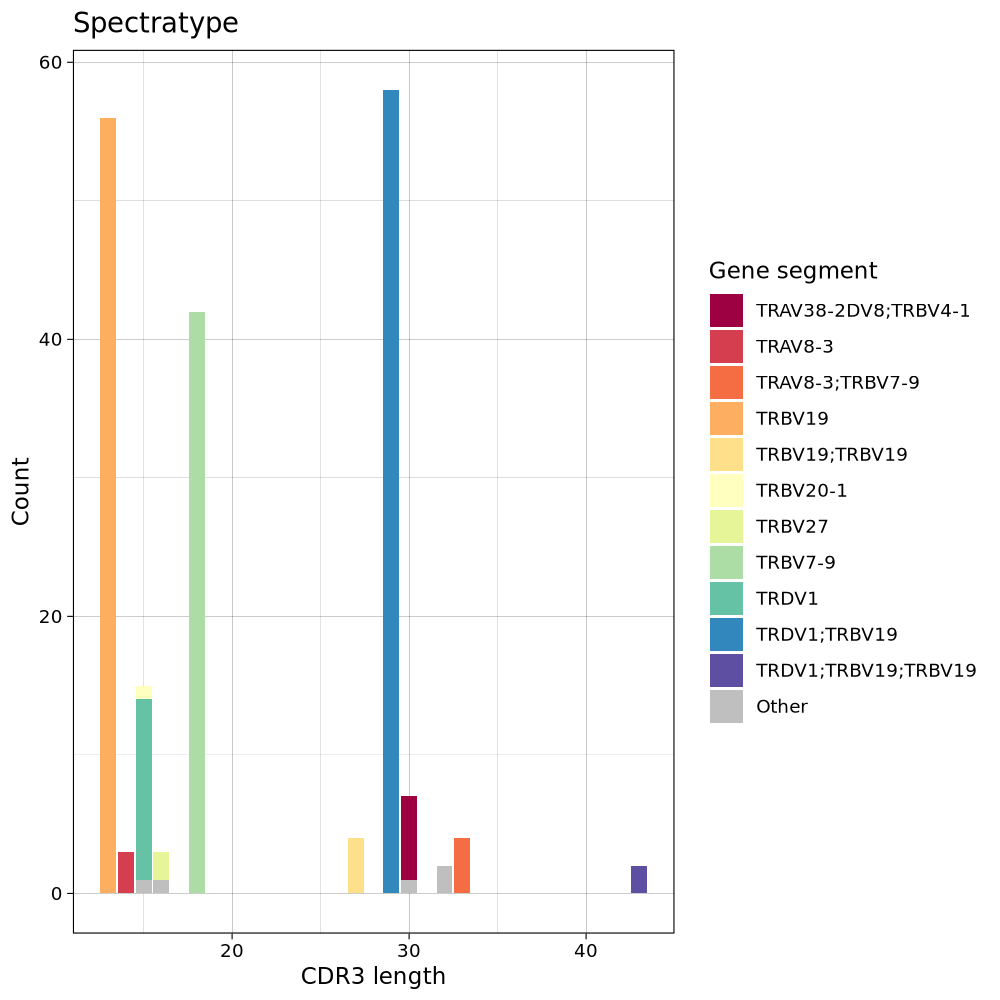 Spectratype
60
40
20
0
Count
20
30
40
CDR3 length
Gene segment
TRAV38-2DV8;TRBV4-1
TRAV8-3
TRAV8-3;TRBV7-9
TRBV19
TRBV19;TRBV19
TRBV20-1
TRBV27
TRBV7-9
TRDV1
TRDV1;TRBV19
TRDV1;TRBV19;TRBV19
Other